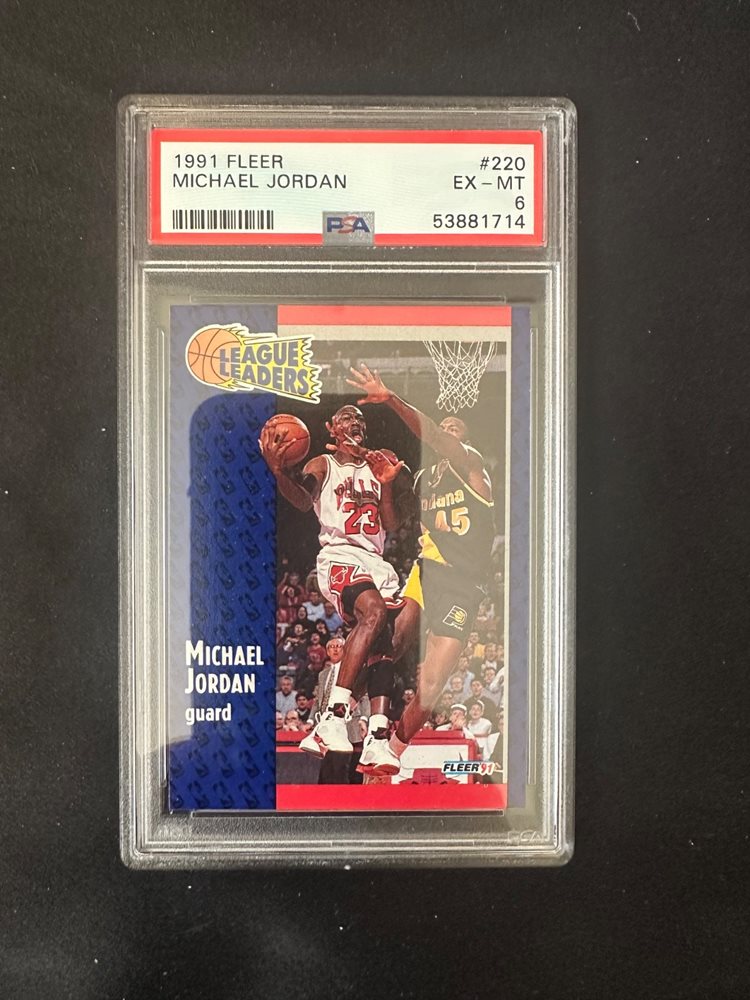 1991 FLEER #220
MICHAEL JORDAN EX - MT
6
PSA 53881714
LEAGUE
LEADERS
BULLS
23
Indiana
45
MICHAEL
JORDAN
guard
FLEER '91